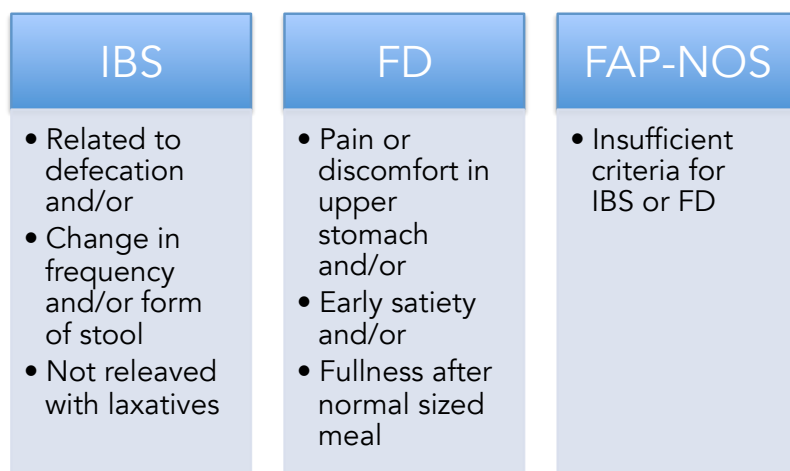 IBS
• Related to
defecation
and/or
• Change in
frequency
and/or form
of stool
• Not releaved
with laxatives
FD
• Pain or
discomfort in
upper
stomach
and/or
• Early satiety
and/or
• Fullness after
normal sized
meal
FAP-NOS
• Insufficient
criteria for
IBS or FD